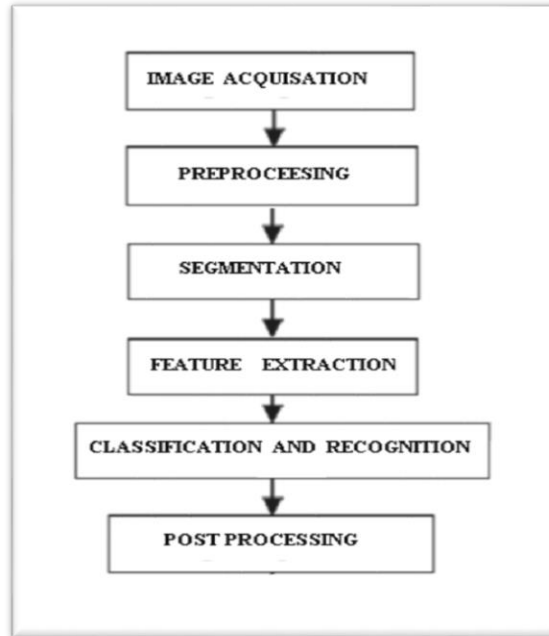 IMAGE ACQUISATION
PREPROCEESING
SEGMENTATION
FEATURE EXTRACTION
CLASSIFICATION AND RECOGNITION
POST PROCESSING